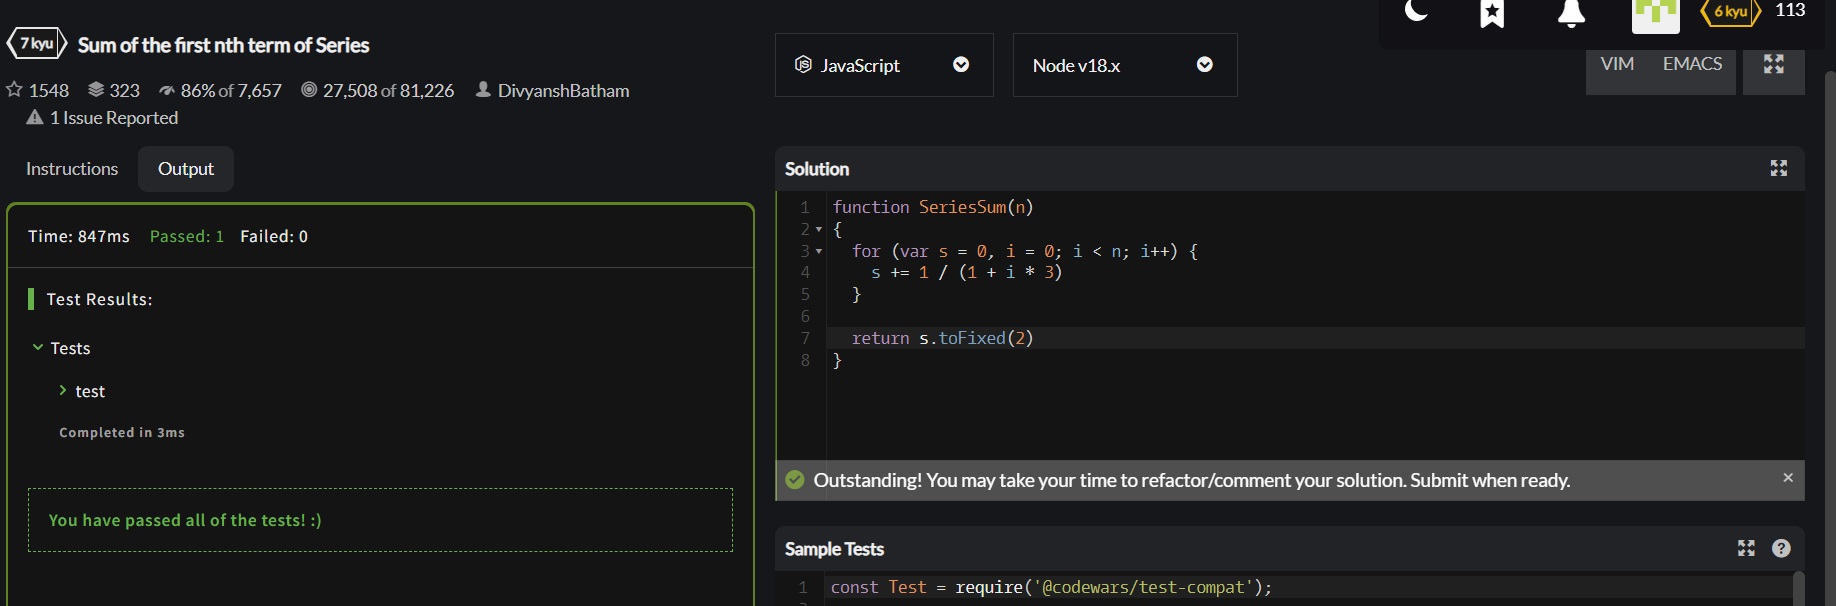 7 kyu Sum of the first nth term of Series
1548 323 86% of 7,657 27,508 of 81,226 DivyanshBatham
1 Issue Reported
Instructions Output
Time: 847ms Passed: 1 Failed: 0
Test Results:
Tests
test
Completed in 3ms
You have passed all of the tests! :)
JavaScript
Node v18.x
6 kyu 113
VIM EMACS
Solution
1 function SeriesSum(n)
2 {
3 for (var s = 0, i = 0; i < n; i++) {
4 s += 1 / (1 + i * 3)
5 }
6
7 return s.toFixed(2)
8 }
Outstanding! You may take your time to refactor/comment your solution. Submit when ready. ×
Sample Tests ?
1 const Test = require('@codewars/test-compat');